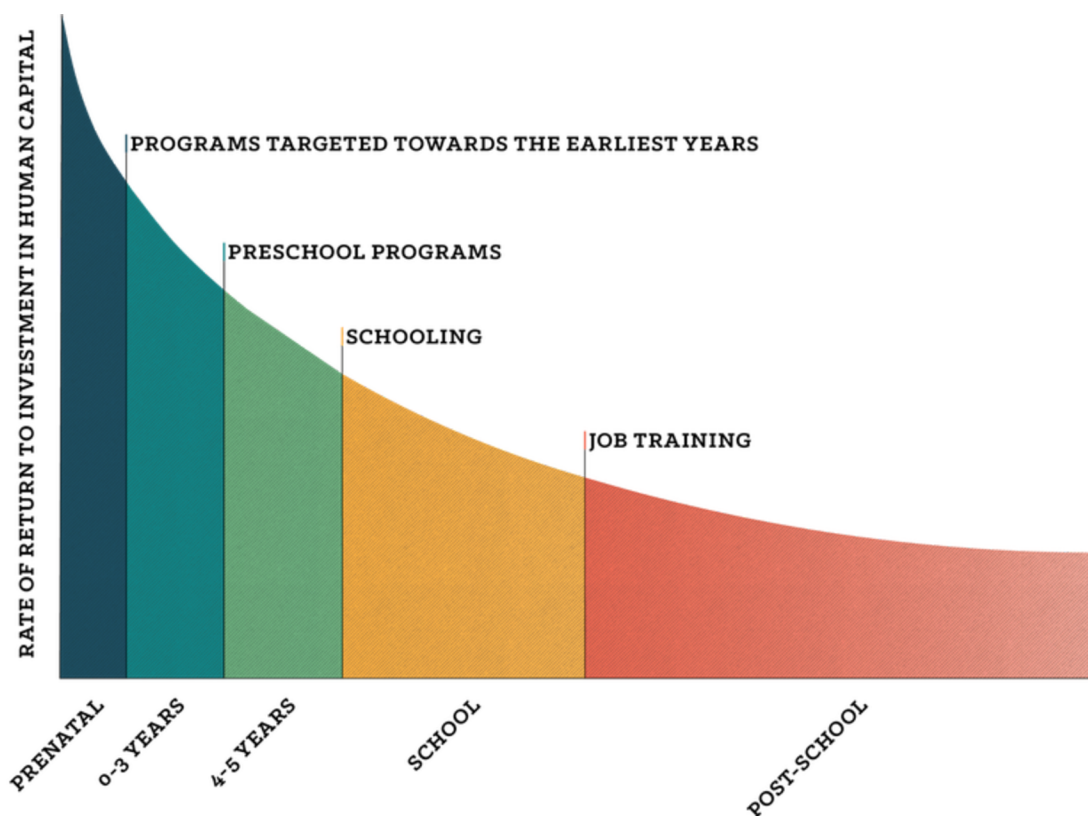 RATE OF RETURN TO INVESTMENT IN HUMAN CAPITAL
PROGRAMS TARGETED TOWARDS THE EARLIEST YEARS
PRESCHOOL PROGRAMS
SCHOOLING
JOB TRAINING
PRENATAL
0-3 YEARS
4-5 YEARS
SCHOOL
POST-SCHOOL